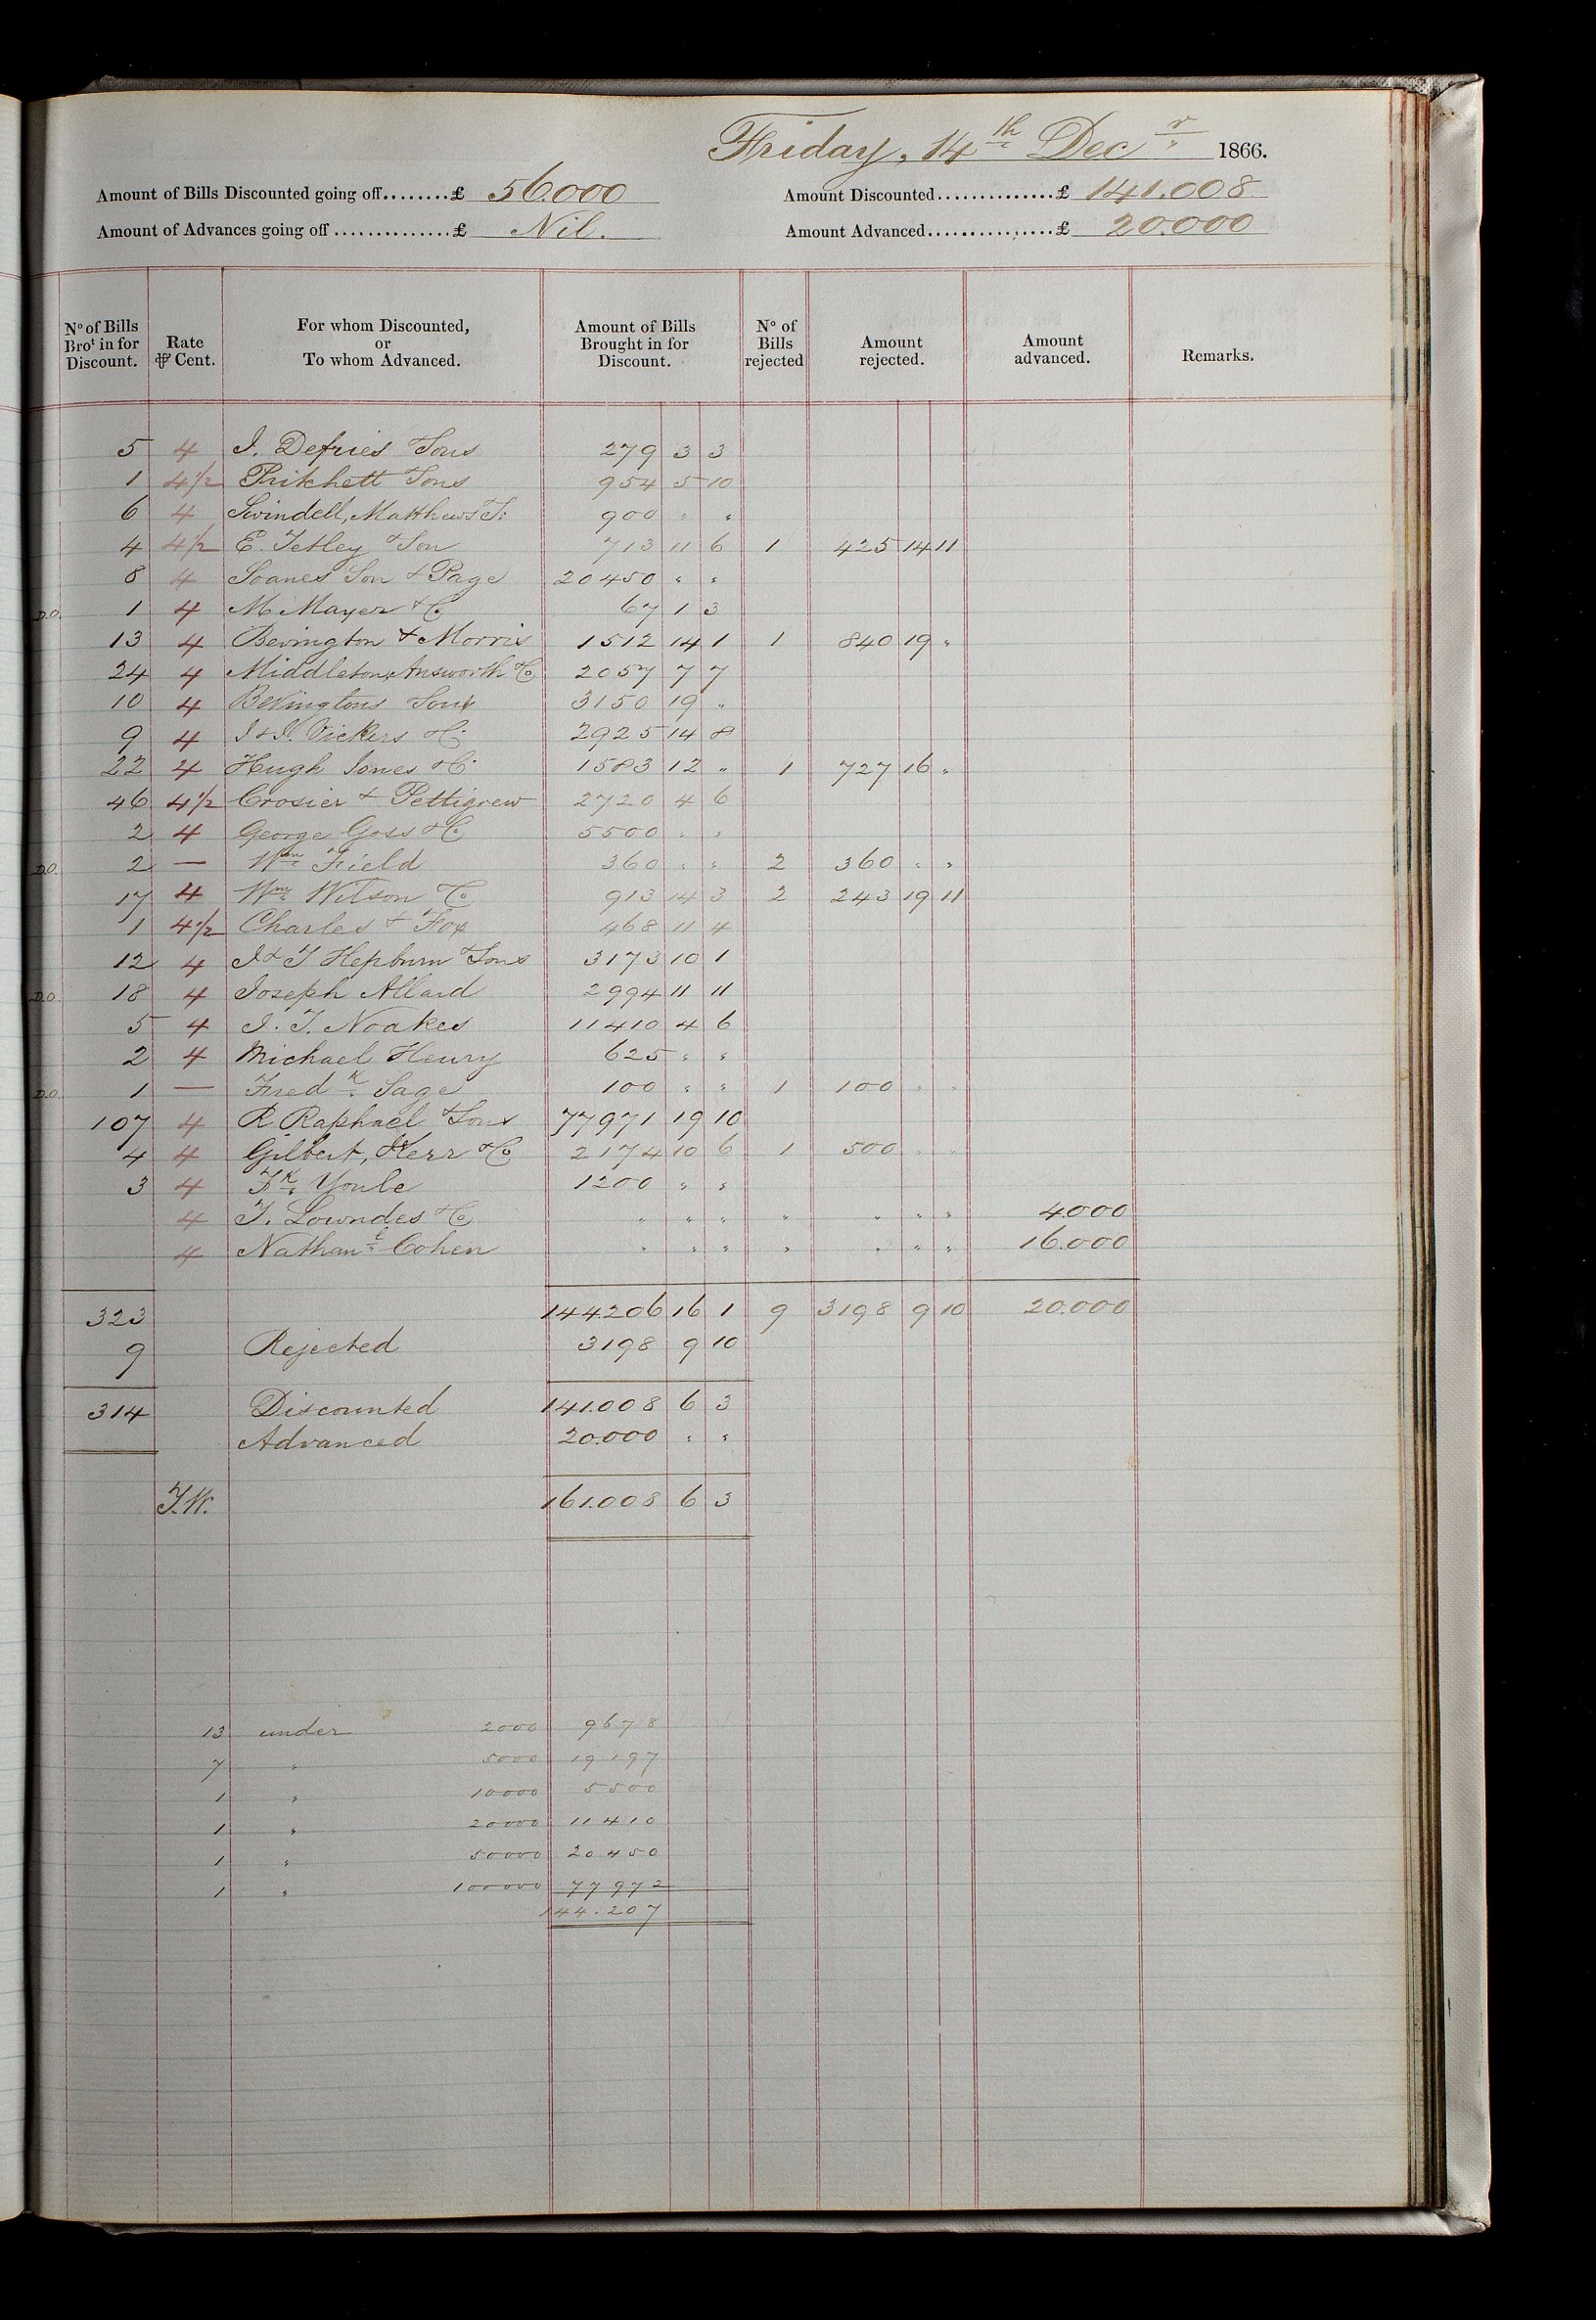 Friday, 14th Decr 1866.
Amount of Bills Discounted going off........£ 56.000 Amount Discounted..............£ 141.008
Amount of Advances going off..............£ Nil. Amount Advanced................£ 20.000
No of Bills Brot in for Discount. Rate ⅌ Cent. For whom Discounted, or To whom Advanced. Amount of Bills Brought in for Discount. No of Bills rejected Amount rejected. Amount advanced. Remarks.
5 4 I. Defries & Sons 279 3 3
1 4½ Pritchett & Sons 954 5 10
6 4 Swindell, Matthews & 900 " "
4 4½ E. Tetley & Son 713 11 6 1 425 14 11
8 4 Soanes Son & Page 20450 " "
D.O. 1 4 M Mayer & Co 67 1 3
13 4 Bevington & Morris 1512 14 1 1 840 19 "
24 4 Middleton, Answorth & Co 2057 7 7
10 4 Bevingtons & Sons 3150 19 "
9 4 I & I. Vickers & Co 2925 14 8
22 4 Hugh Jones & Co 1583 12 " 1 727 16 "
46 4½ Crosier & Pettigrew 2720 4 6
2 4 George Goss & Co 5500 " "
D.O. 2 — Wm Field 360 " " 2 360 " "
17 4 Wm Wilson & Co 913 14 3 2 243 19 11
1 4½ Charles & Fox 468 11 4
12 4 I & T Hepburn & Sons 3173 10 1
D.O. 18 4 Joseph Allard 2994 11 11
5 4 I. T. Noakes 11410 4 6
2 4 Michael Henry 625 " "
D.O. 1 — Fredk Sage 100 " " 1 100 " "
107 4 R Raphael & Sons 77971 19 10
4 4 Gilbert, Kerr & Co 2174 10 6 1 500 " "
3 4 Fk Youle 1200 " "
4 T. Lowndes & Co " " " " " " " 4.000
4 Nathanl Cohen " " " " " " " 16.000
323 144.206 16 1 9 3198 9 10 20.000
9 Rejected 3198 9 10
314 Discounted 141.008 6 3
Advanced 20.000 " "
T.W. 161.008 6 3
13 under 2000 9678
7 " 5000 19197
1 " 10000 5500
1 " 20000 11410
1 " 50000 20450
1 " 100000 77972
144.207